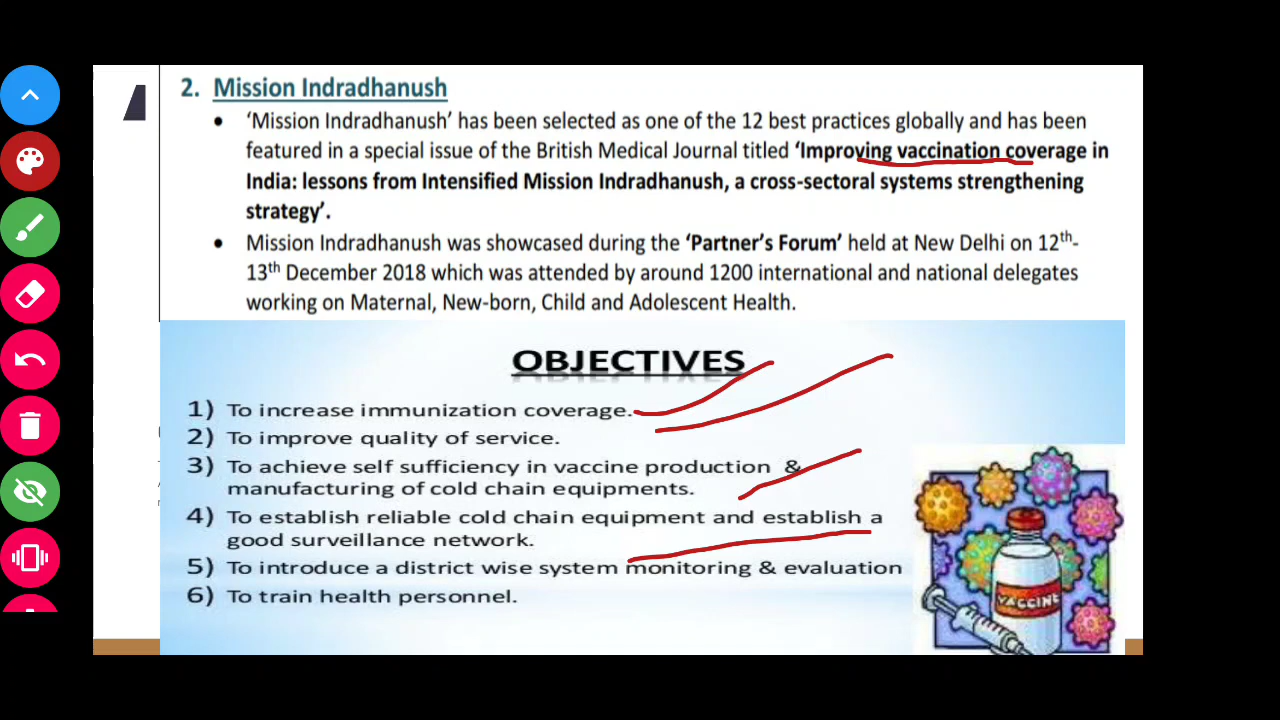 2. Mission Indradhanush
• ‘Mission Indradhanush’ has been selected as one of the 12 best practices globally and has been
featured in a special issue of the British Medical Journal titled ‘Improving vaccination coverage in
India: lessons from Intensified Mission Indradhanush, a cross-sectoral systems strengthening
strategy’.
• Mission Indradhanush was showcased during the ‘Partner’s Forum’ held at New Delhi on 12th-
13th December 2018 which was attended by around 1200 international and national delegates
working on Maternal, New-born, Child and Adolescent Health.
OBJECTIVES
1) To increase immunization coverage.
2) To improve quality of service.
3) To achieve self sufficiency in vaccine production &
manufacturing of cold chain equipments.
4) To establish reliable cold chain equipment and establish a
good surveillance network.
5) To introduce a district wise system monitoring & evaluation
6) To train health personnel.
VACCINE